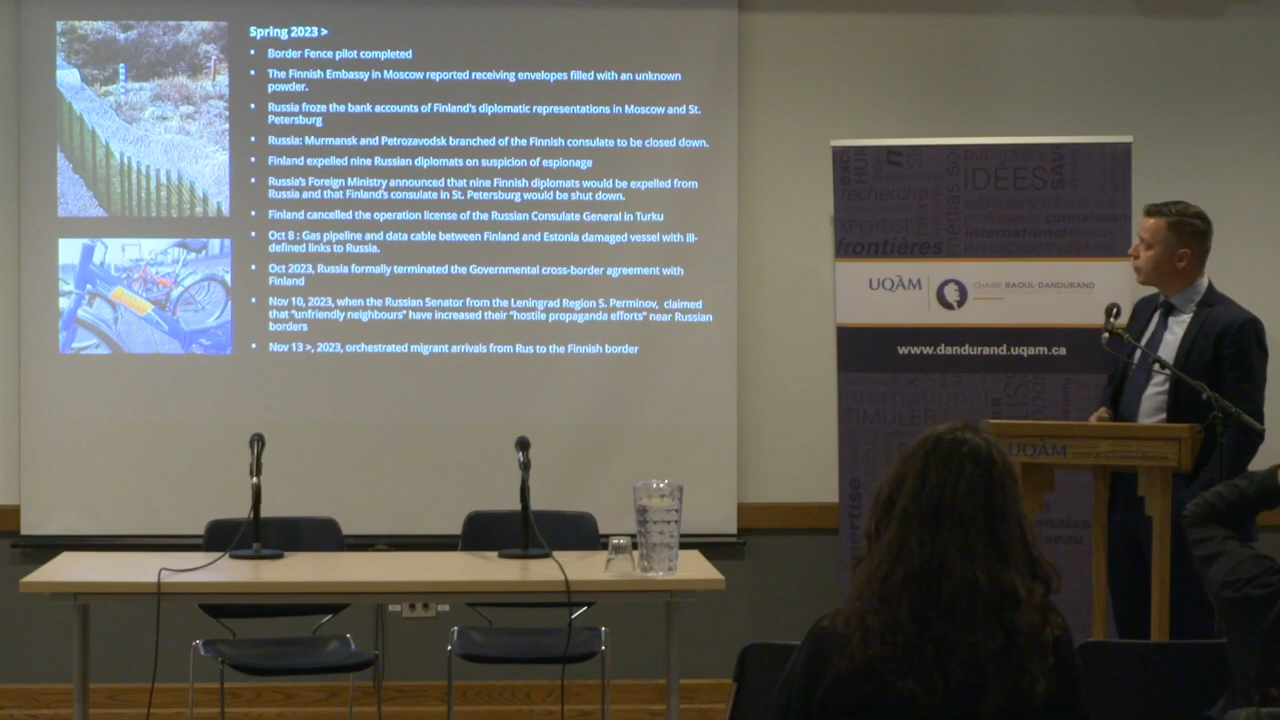 Spring 2023 >
• Border Fence pilot completed
• The Finnish Embassy in Moscow reported receiving envelopes filled with an unknown
powder.
• Russia froze the bank accounts of Finland's diplomatic representations in Moscow and St.
Petersburg
• Russia: Murmansk and Petrozavodsk branched of the Finnish consulate to be closed down.
• Finland expelled nine Russian diplomats on suspicion of espionage
• Russia's Foreign Ministry announced that nine Finnish diplomats would be expelled from
Russia and that Finland's consulate in St. Petersburg would be shut down.
• Finland cancelled the operation license of the Russian Consulate General in Turku
• Oct 8 : Gas pipeline and data cable between Finland and Estonia damaged vessel with ill-
defined links to Russia.
• Oct 2023, Russia formally terminated the Governmental cross-border agreement with
Finland
• Nov 10, 2023, when the Russian Senator from the Leningrad Region S. Perminov, claimed
that "unfriendly neighbours" have increased their "hostile propaganda efforts" near Russian
borders
• Nov 13 >, 2023, orchestrated migrant arrivals from Rus to the Finnish border
recherche
IDÉES
EXPERTISE
médias
frontières
international
INTERDISCIPLINAIRE
UQÀM
CHAIRE RAOUL-DANDURAND
www.dandurand.uqam.ca
international
STIMULER
expertise
UQÀM